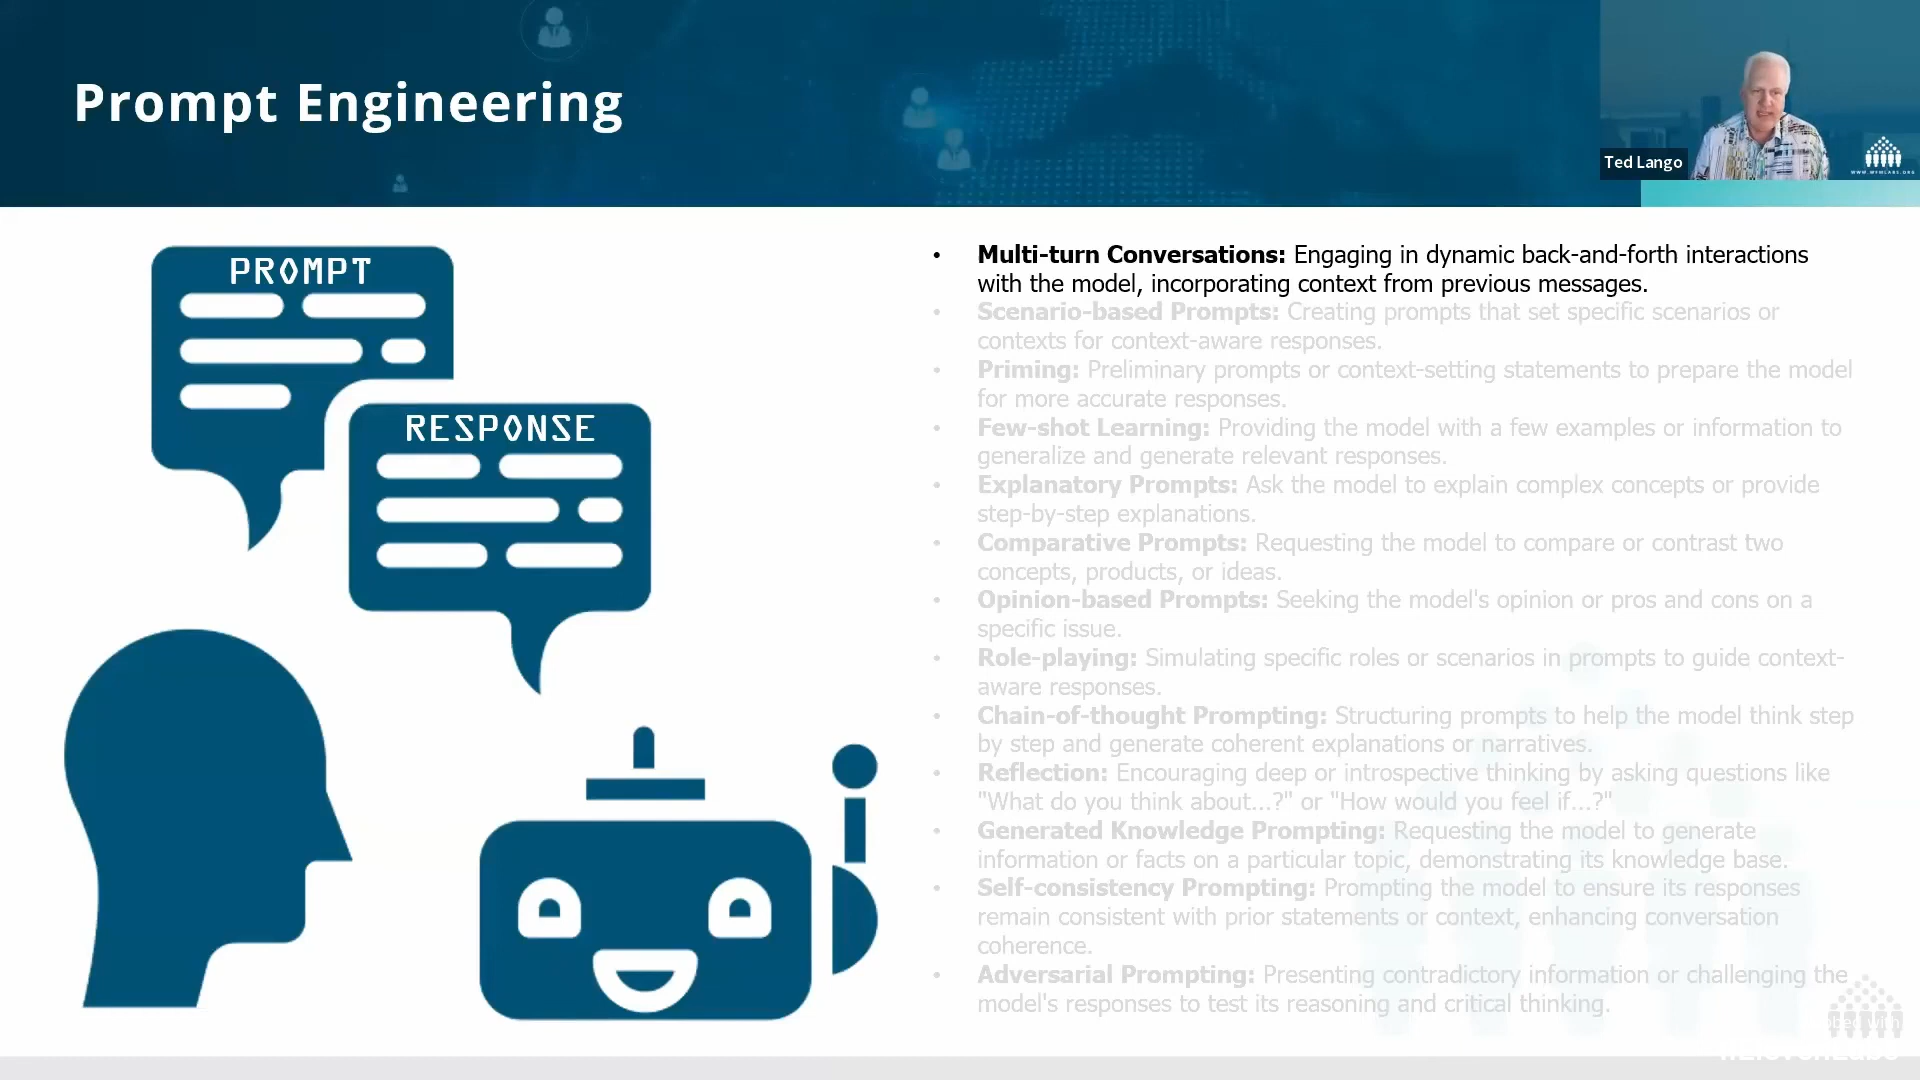 Prompt Engineering
Ted Lango
WWW.WFMLABS.ORG
PROMPT
RESPONSE
• Multi-turn Conversations: Engaging in dynamic back-and-forth interactions
with the model, incorporating context from previous messages.
• Scenario-based Prompts: Creating prompts that set specific scenarios or
contexts for context-aware responses.
• Priming: Preliminary prompts or context-setting statements to prepare the model
for more accurate responses.
• Few-shot Learning: Providing the model with a few examples or information to
generalize and generate relevant responses.
• Explanatory Prompts: Ask the model to explain complex concepts or provide
step-by-step explanations.
• Comparative Prompts: Requesting the model to compare or contrast two
concepts, products, or ideas.
• Opinion-based Prompts: Seeking the model's opinion or pros and cons on a
specific issue.
• Role-playing: Simulating specific roles or scenarios in prompts to guide context-
aware responses.
• Chain-of-thought Prompting: Structuring prompts to help the model think step
by step and generate coherent explanations or narratives.
• Reflection: Encouraging deep or introspective thinking by asking questions like
"What do you think about...?" or "How would you feel if...?"
• Generated Knowledge Prompting: Requesting the model to generate
information or facts on a particular topic, demonstrating its knowledge base.
• Self-consistency Prompting: Prompting the model to ensure its responses
remain consistent with prior statements or context, enhancing conversation
coherence.
• Adversarial Prompting: Presenting contradictory information or challenging the
model's responses to test its reasoning and critical thinking.